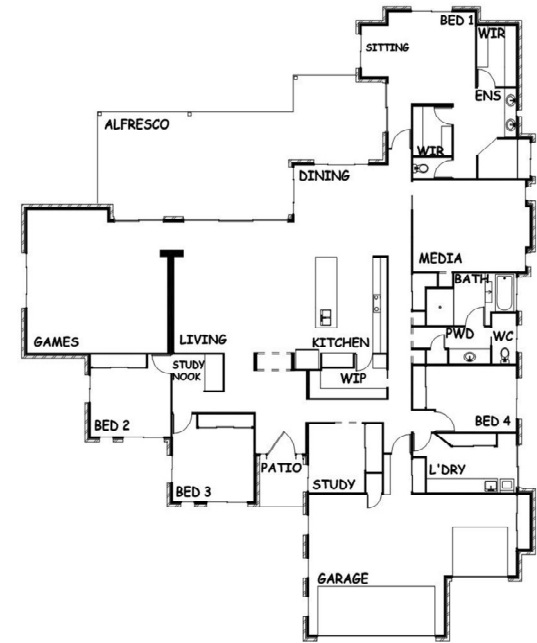 BED 1
WIR
SITTING
ENS
ALFRESCO
WIR
DINING
MEDIA
BATH
GAMES
LIVING
KITCHEN
PWD
WC
STUDY
NOOK
WIP
BED 2
BED 4
PATIO
L'DRY
BED 3
STUDY
GARAGE